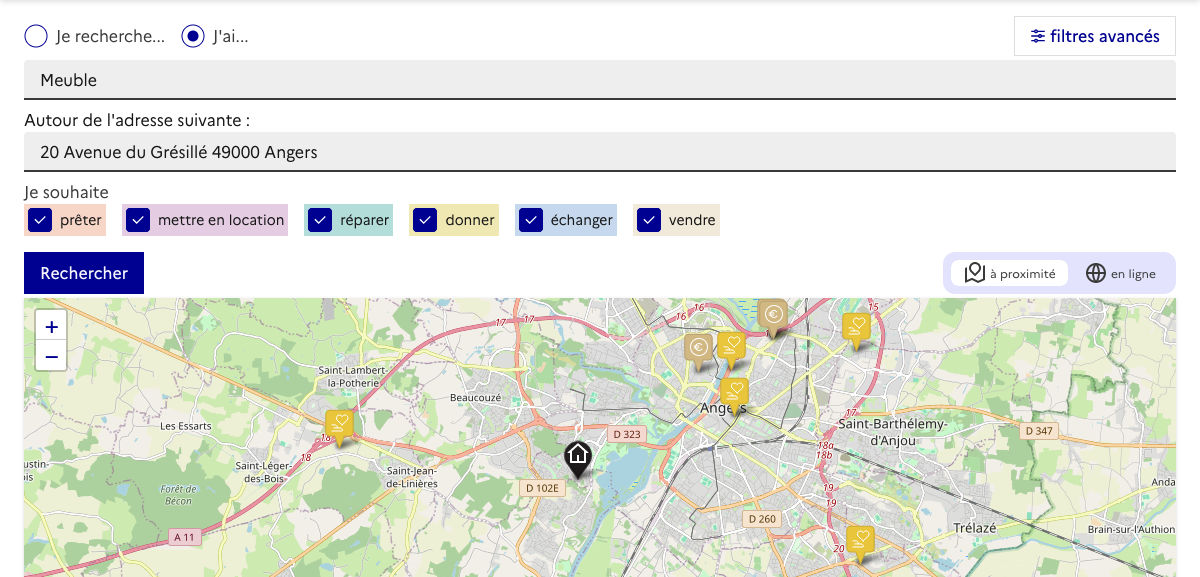 Je recherche... J'ai... filtres avancés
Meuble
Autour de l'adresse suivante :
20 Avenue du Grésillé 49000 Angers
Je souhaite
prêter mettre en location réparer donner échanger vendre
Rechercher à proximité en ligne
+
−
17
16
16
15
Saint-Lambert-
la-Potherie
Beaucouzé
Angers
Les Essarts
18
17
Saint-Barthélemy-
d'Anjou
D 323
D 347
18a
18b
18
Saint-Léger-
des-Bois
Saint-Jean-
de-Linières
ustin-
ois
Forêt de
Bécon
D 102E
19
19
Anda
D 260
Trélazé
Brain-sur-l'Authion
A 11
20